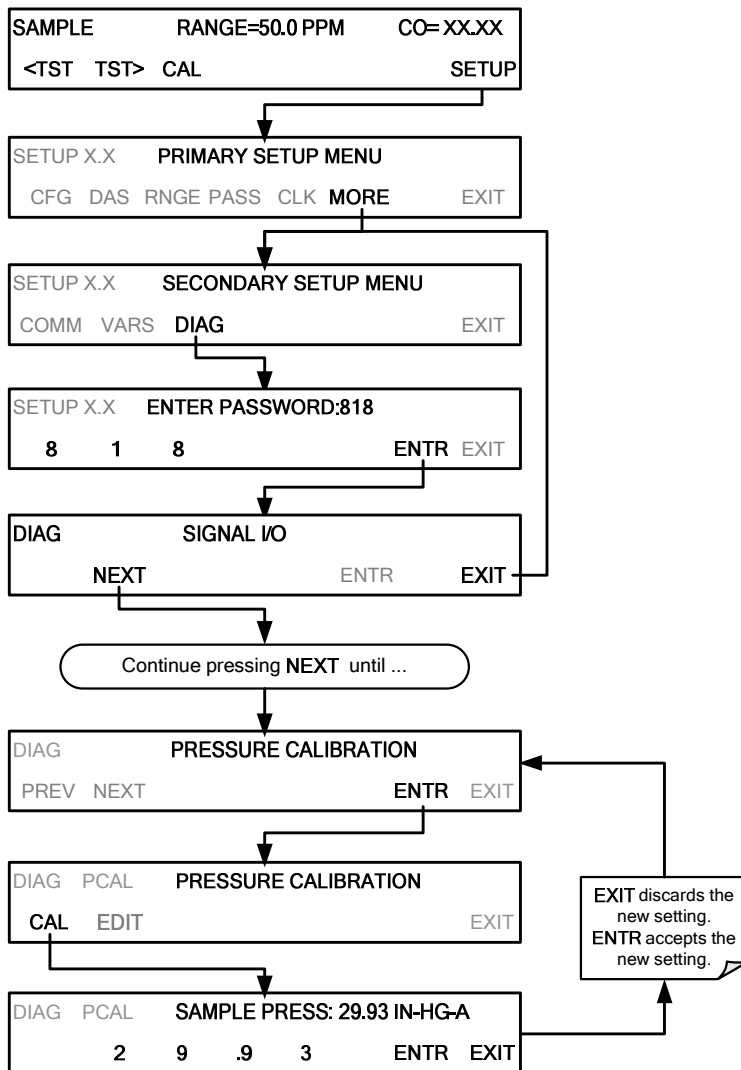 SAMPLE RANGE=50.0 PPM CO= XX.XX
<TST TST> CAL SETUP
SETUP X.X PRIMARY SETUP MENU
CFG DAS RNGE PASS CLK MORE EXIT
SETUP X.X SECONDARY SETUP MENU
COMM VARS DIAG EXIT
SETUP X.X ENTER PASSWORD:818
8 1 8 ENTR EXIT
DIAG SIGNAL I/O
NEXT ENTR EXIT
Continue pressing NEXT until ...
DIAG PRESSURE CALIBRATION
PREV NEXT ENTR EXIT
DIAG PCAL PRESSURE CALIBRATION
CAL EDIT EXIT
EXIT discards the
new setting.
ENTR accepts the
new setting.
DIAG PCAL SAMPLE PRESS: 29.93 IN-HG-A
2 9 .9 3 ENTR EXIT